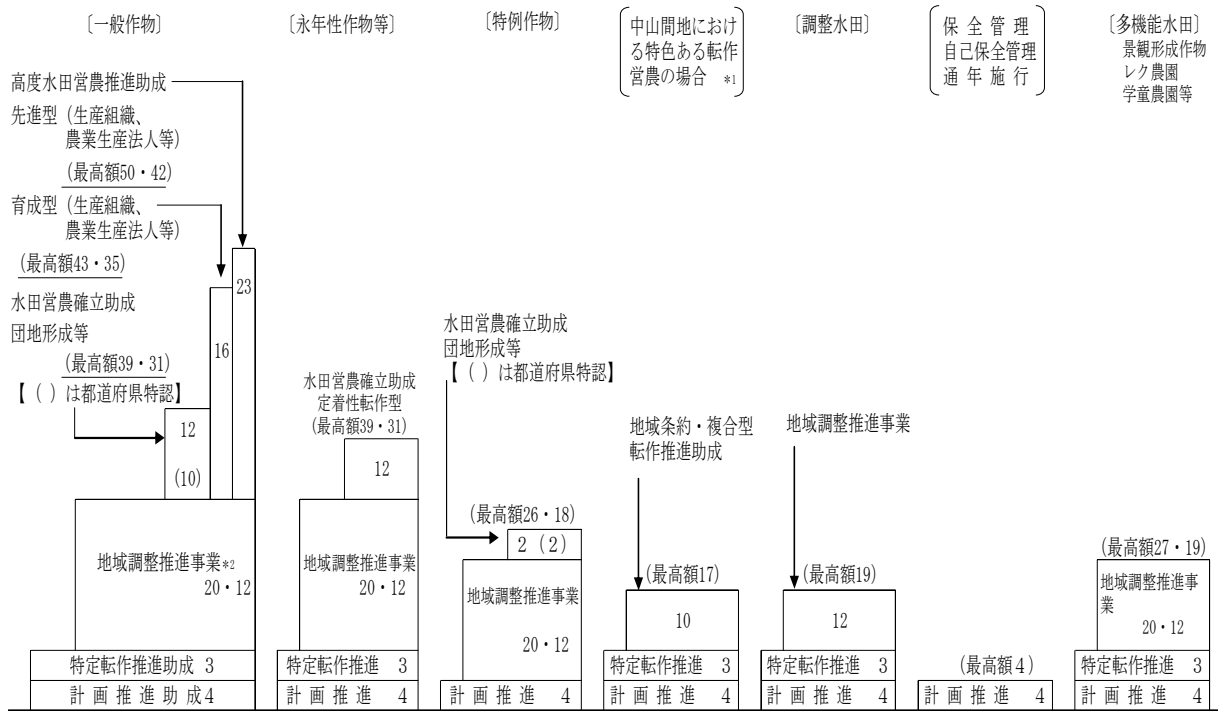 〔一般作物〕
高度水田営農推進助成
先進型（生産組織、
農業生産法人等）
（最高額50・42）
育成型（生産組織、
農業生産法人等）
（最高額43・35）
水田営農確立助成
団地形成等
（最高額39・31）
【（ ）は都道府県特認】
23
16
12
(10)
地域調整推進事業*2
20・12
特定転作推進助成 3
計画推進助成4
〔永年性作物等〕
水田営農確立助成
定着性転作型
（最高額39・31）
12
地域調整推進事業
20・12
特定転作推進 3
計画推進 4
〔特例作物〕
水田営農確立助成
団地形成等
【（ ）は都道府県特認】
（最高額26・18）
2（2）
地域調整推進事業
20・12
計画推進 4
中山間地におけ
る特色ある転作
営農の場合 *1
地域条約・複合型
転作推進助成
（最高額17）
10
特定転作推進 3
計画推進 4
〔調整水田〕
地域調整推進事業
（最高額19）
12
特定転作推進 3
計画推進 4
保全管理
自己保全管理
通年施行
（最高額4）
計画推進 4
〔多機能水田〕
景観形成作物
レク農園
学童農園等
（最高額27・19）
地域調整推進事
業
20・12
特定転作推進 3
計画推進 4